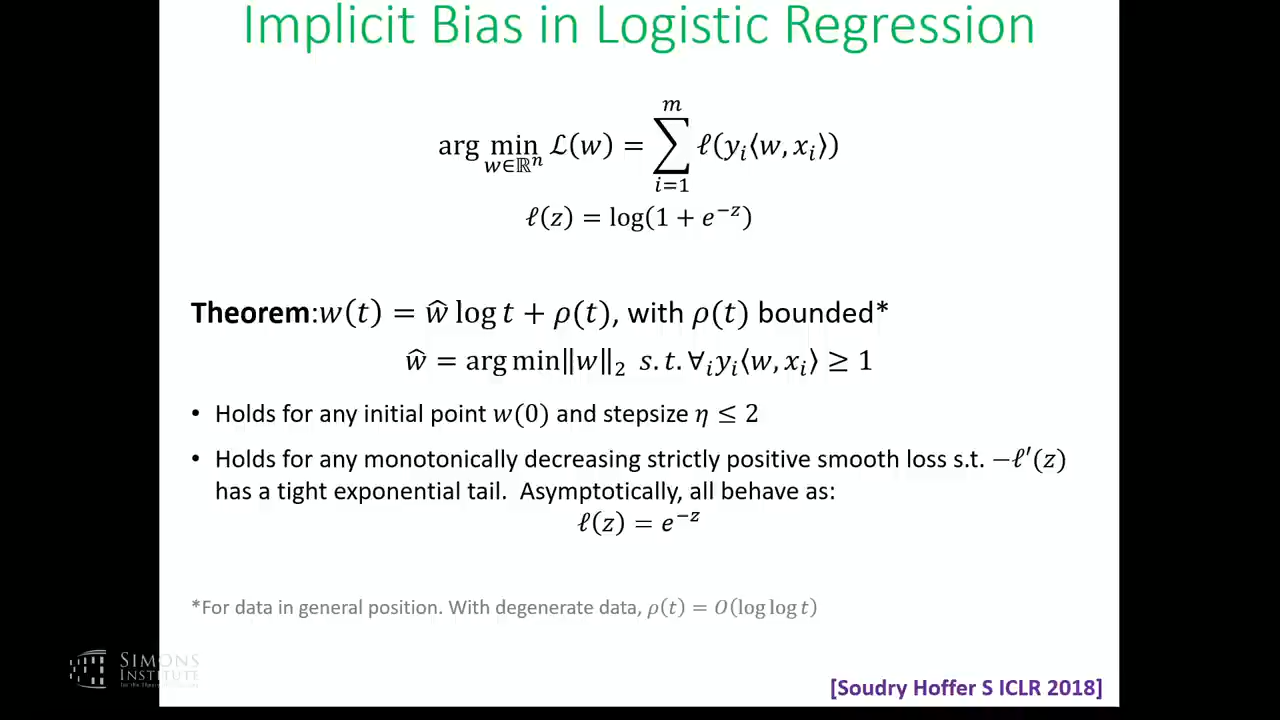 Implicit Bias in Logistic Regression
arg min_{w∈ℝⁿ} ℒ(w) = ∑_{i=1}^{m} ℓ(y_i⟨w, x_i⟩)
ℓ(z) = log(1 + e^{−z})
Theorem: w(t) = ŵ log t + ρ(t), with ρ(t) bounded*
ŵ = arg min‖w‖₂ s.t. ∀_i y_i⟨w, x_i⟩ ≥ 1
• Holds for any initial point w(0) and stepsize η ≤ 2
• Holds for any monotonically decreasing strictly positive smooth loss s.t. −ℓ′(z)
has a tight exponential tail. Asymptotically, all behave as:
ℓ(z) = e^{−z}
*For data in general position. With degenerate data, ρ(t) = O(log log t)
SIMONS
INSTITUTE
[Soudry Hoffer S ICLR 2018]